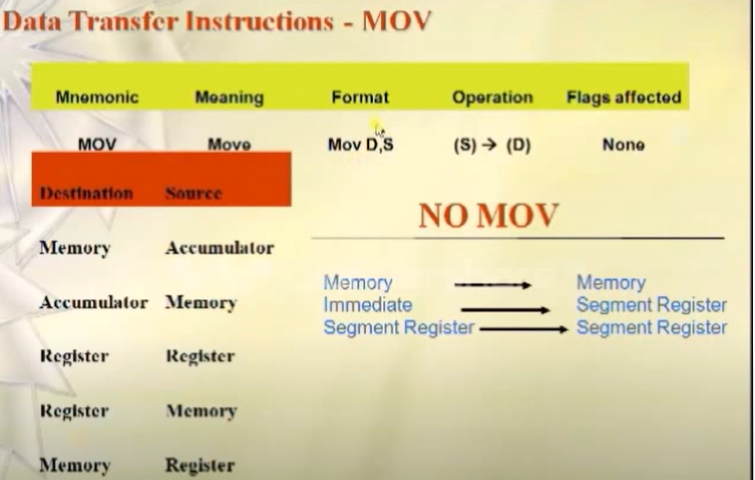 Data Transfer Instructions - MOV
Mnemonic Meaning Format Operation Flags affected
MOV Move Mov D,S (S) → (D) None
Destination Source
NO MOV
Memory Accumulator
Accumulator Memory
Register Register
Register Memory
Memory Register
Memory → Memory
Immediate → Segment Register
Segment Register → Segment Register